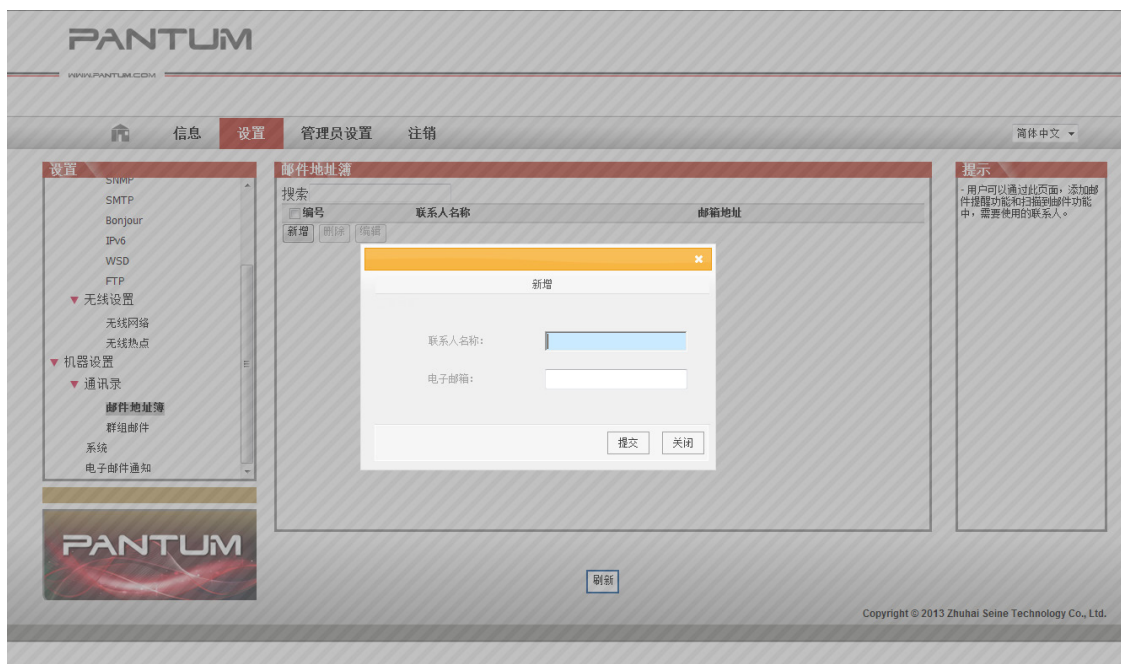 PANTUM
WWW.PANTUM.COM
信息 设置 管理员设置 注销
简体中文
设置
SNMP
SMTP
Bonjour
IPv6
WSD
FTP
无线设置
无线网络
无线热点
机器设置
通讯录
邮件地址簿
群组邮件
系统
电子邮件通知
邮件地址簿
搜索
编号 联系人名称 邮箱地址
新增 删除 编辑
新增
联系人名称:
电子邮箱:
提交 关闭
提示
- 用户可以通过此页面，添加邮
件提醒功能和扫描到邮件功能
中，需要使用的联系人。
PANTUM
刷新
Copyright © 2013 Zhuhai Seine Technology Co., Ltd.